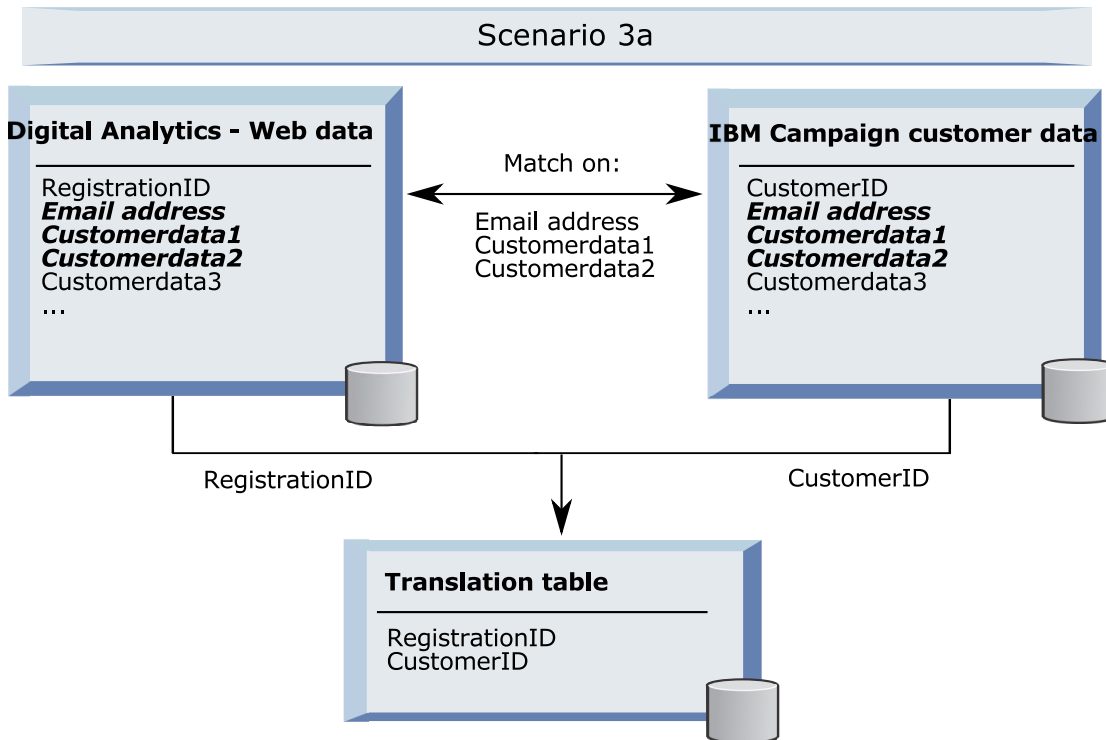 Scenario 3a
Digital Analytics - Web data
RegistrationID
Email address
Customerdata1
Customerdata2
Customerdata3
...
Match on:
Email address
Customerdata1
Customerdata2
IBM Campaign customer data
CustomerID
Email address
Customerdata1
Customerdata2
Customerdata3
...
RegistrationID
CustomerID
Translation table
RegistrationID
CustomerID